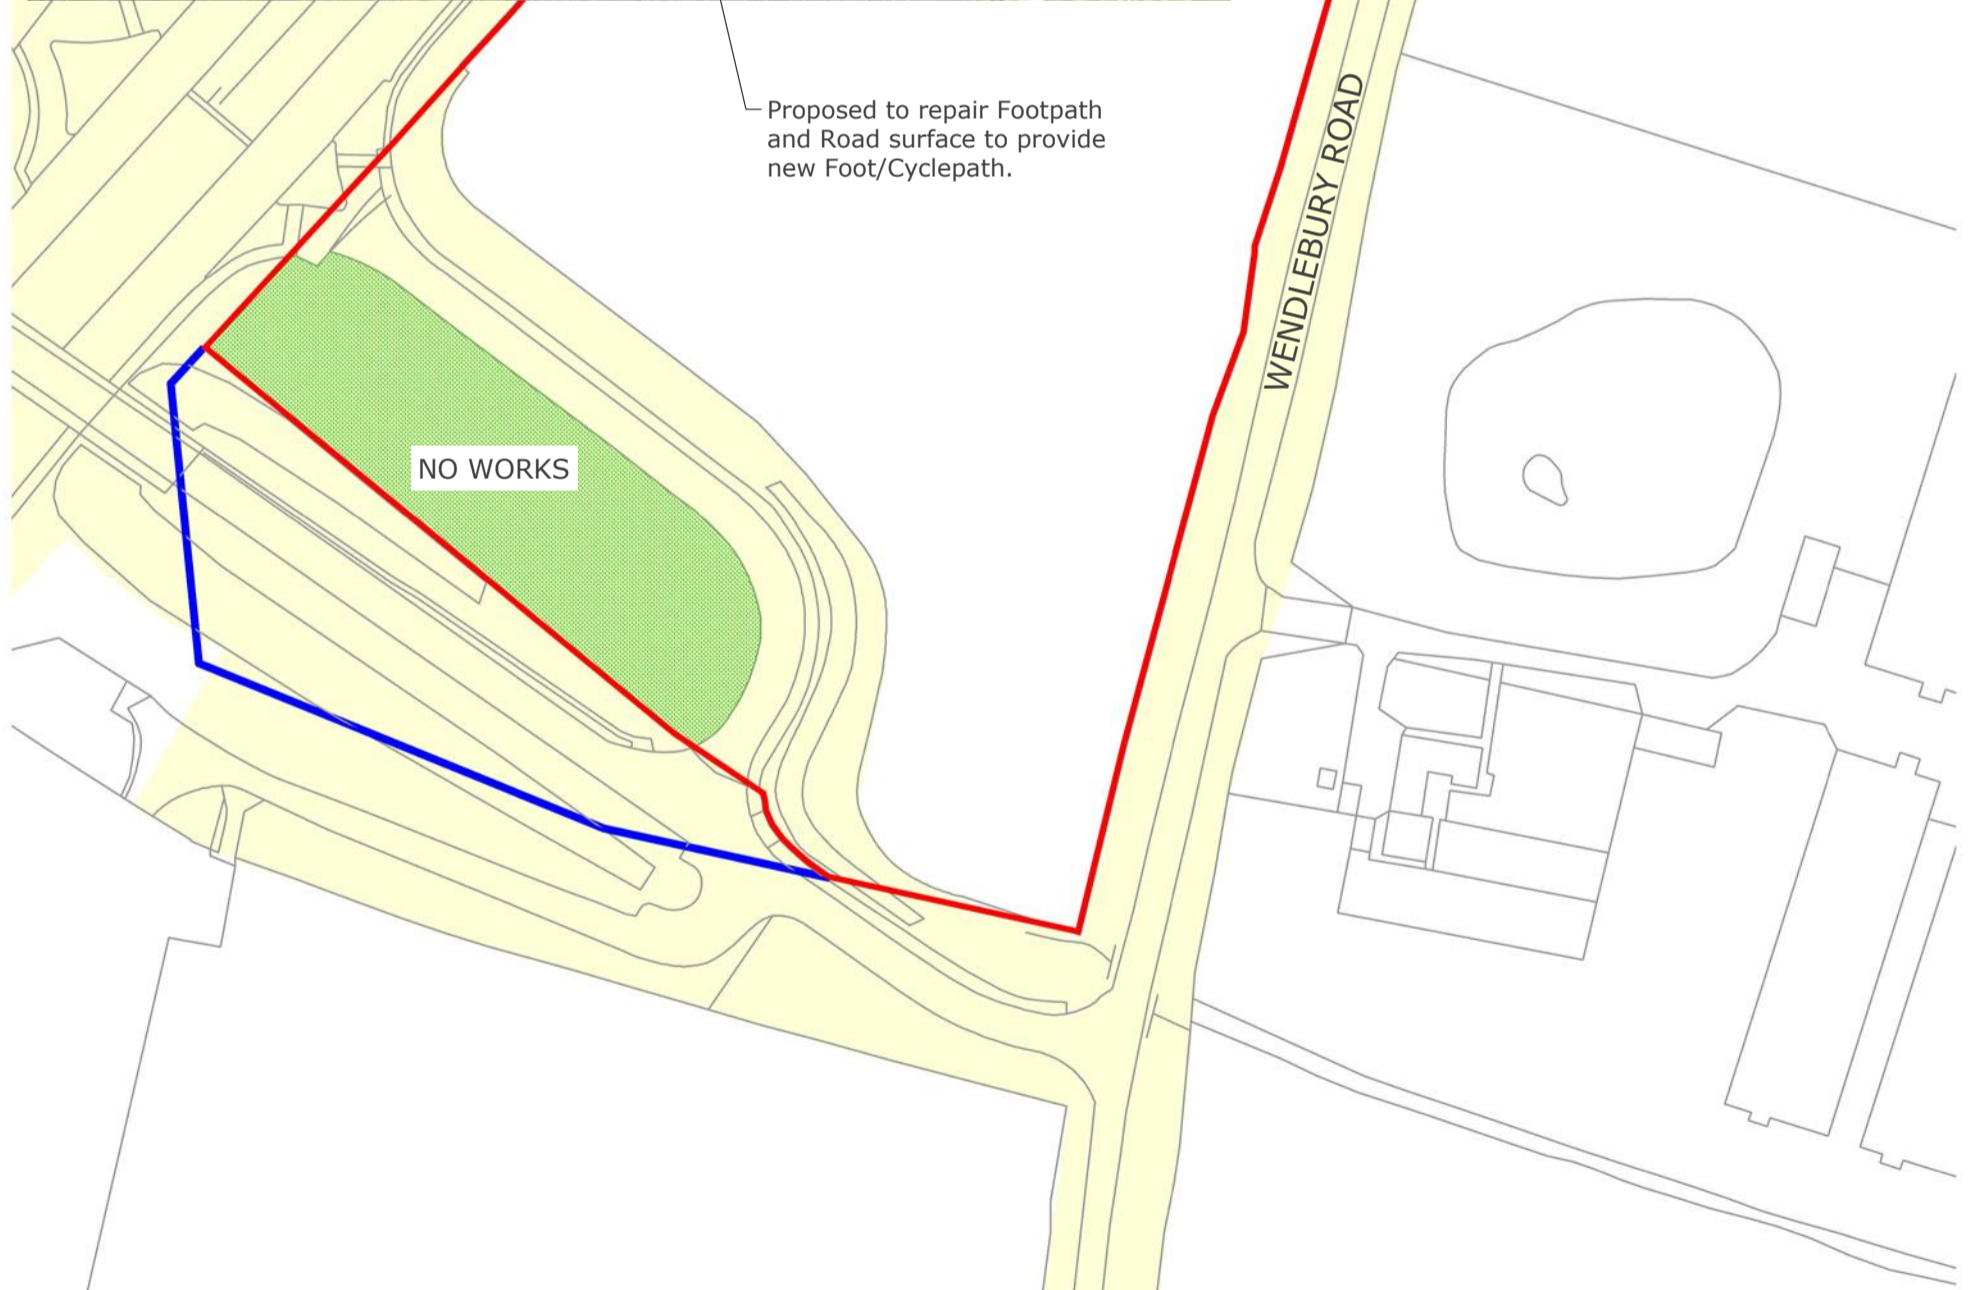 Proposed to repair Footpath
and Road surface to provide
new Foot/Cyclepath.
WENDLEBURY ROAD
NO WORKS